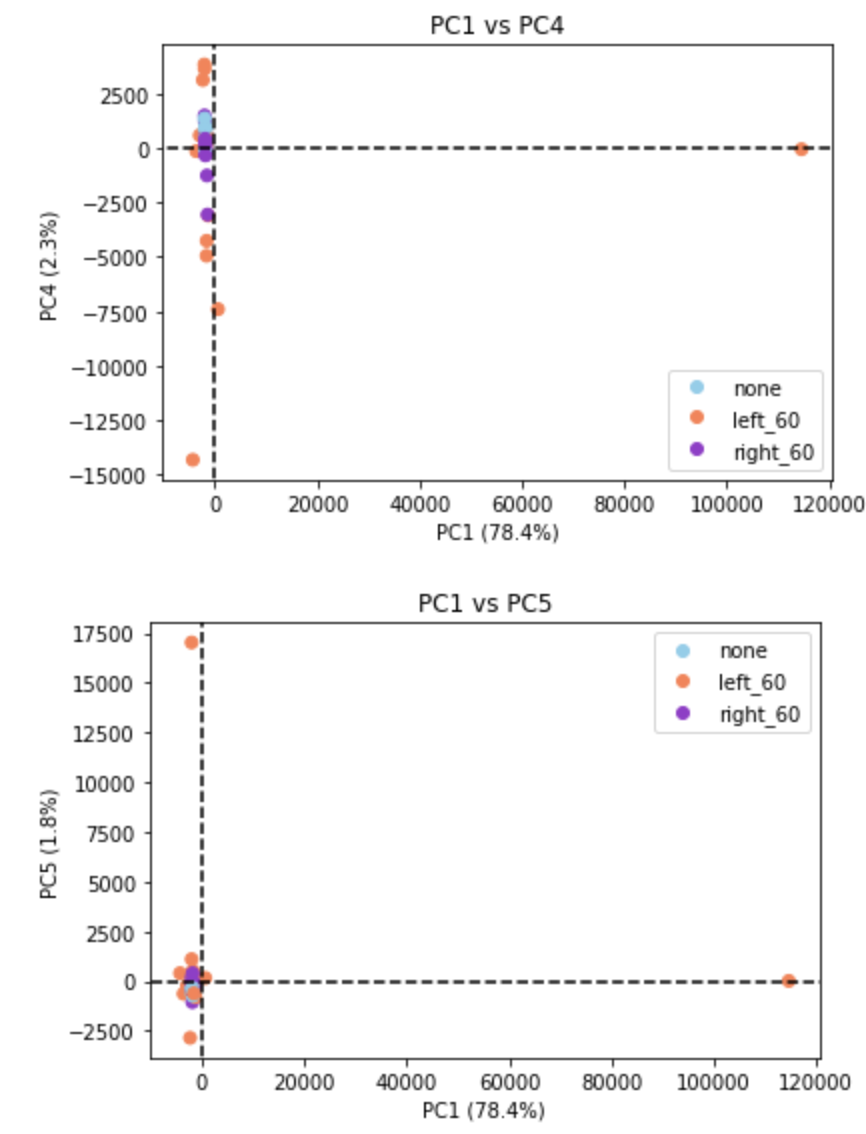 PC1 vs PC4
2500
0
−2500
−5000
−7500
−10000
−12500
−15000
PC4 (2.3%)
none
left_60
right_60
0 20000 40000 60000 80000 100000 120000
PC1 (78.4%)
PC1 vs PC5
17500
15000
12500
10000
7500
5000
2500
0
−2500
PC5 (1.8%)
none
left_60
right_60
0 20000 40000 60000 80000 100000 120000
PC1 (78.4%)